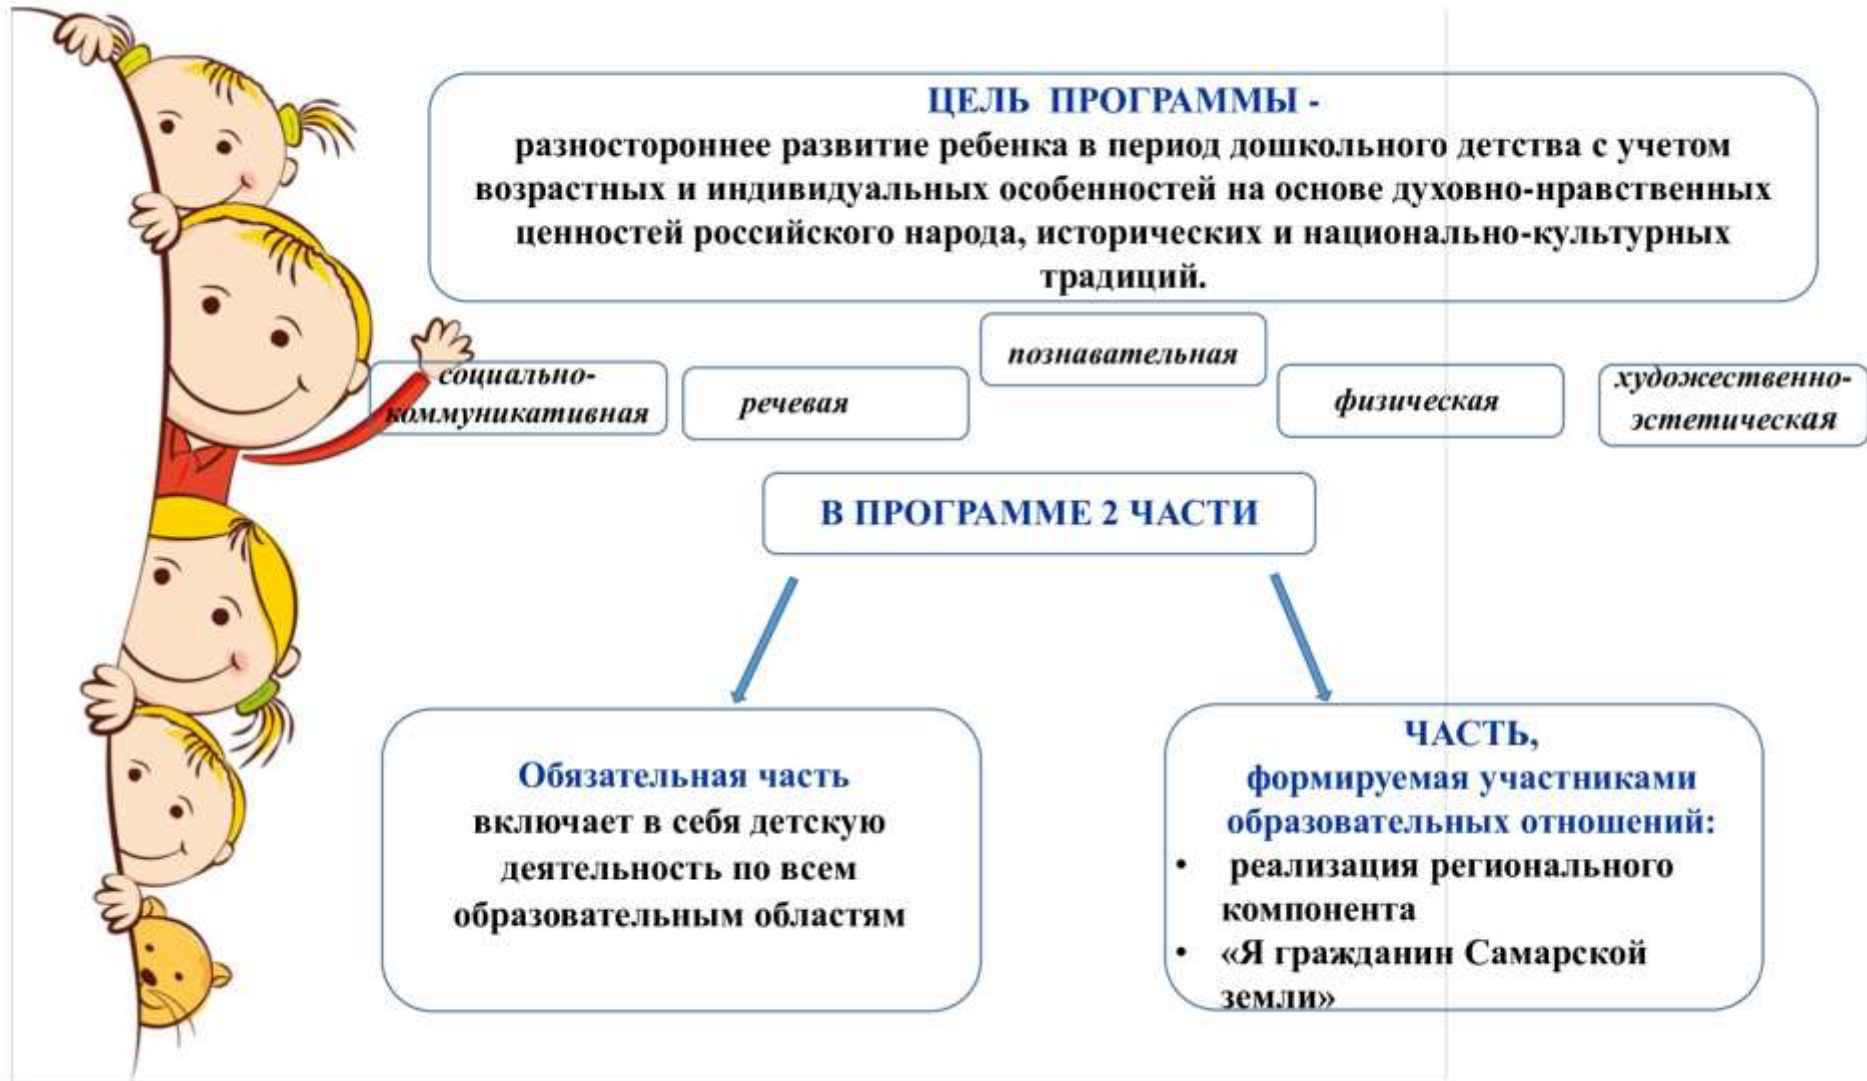 ЦЕЛЬ ПРОГРАММЫ -
разностороннее развитие ребенка в период дошкольного детства с учетом
возрастных и индивидуальных особенностей на основе духовно-нравственных
ценностей российского народа, исторических и национально-культурных
традиций.
социально-
коммуникативная
речевая
познавательная
физическая
художественно-
эстетическая
В ПРОГРАММЕ 2 ЧАСТИ
Обязательная часть
включает в себя детскую
деятельность по всем
образовательным областям
ЧАСТЬ,
формируемая участниками
образовательных отношений:
• реализация регионального
компонента
• «Я гражданин Самарской
земли»